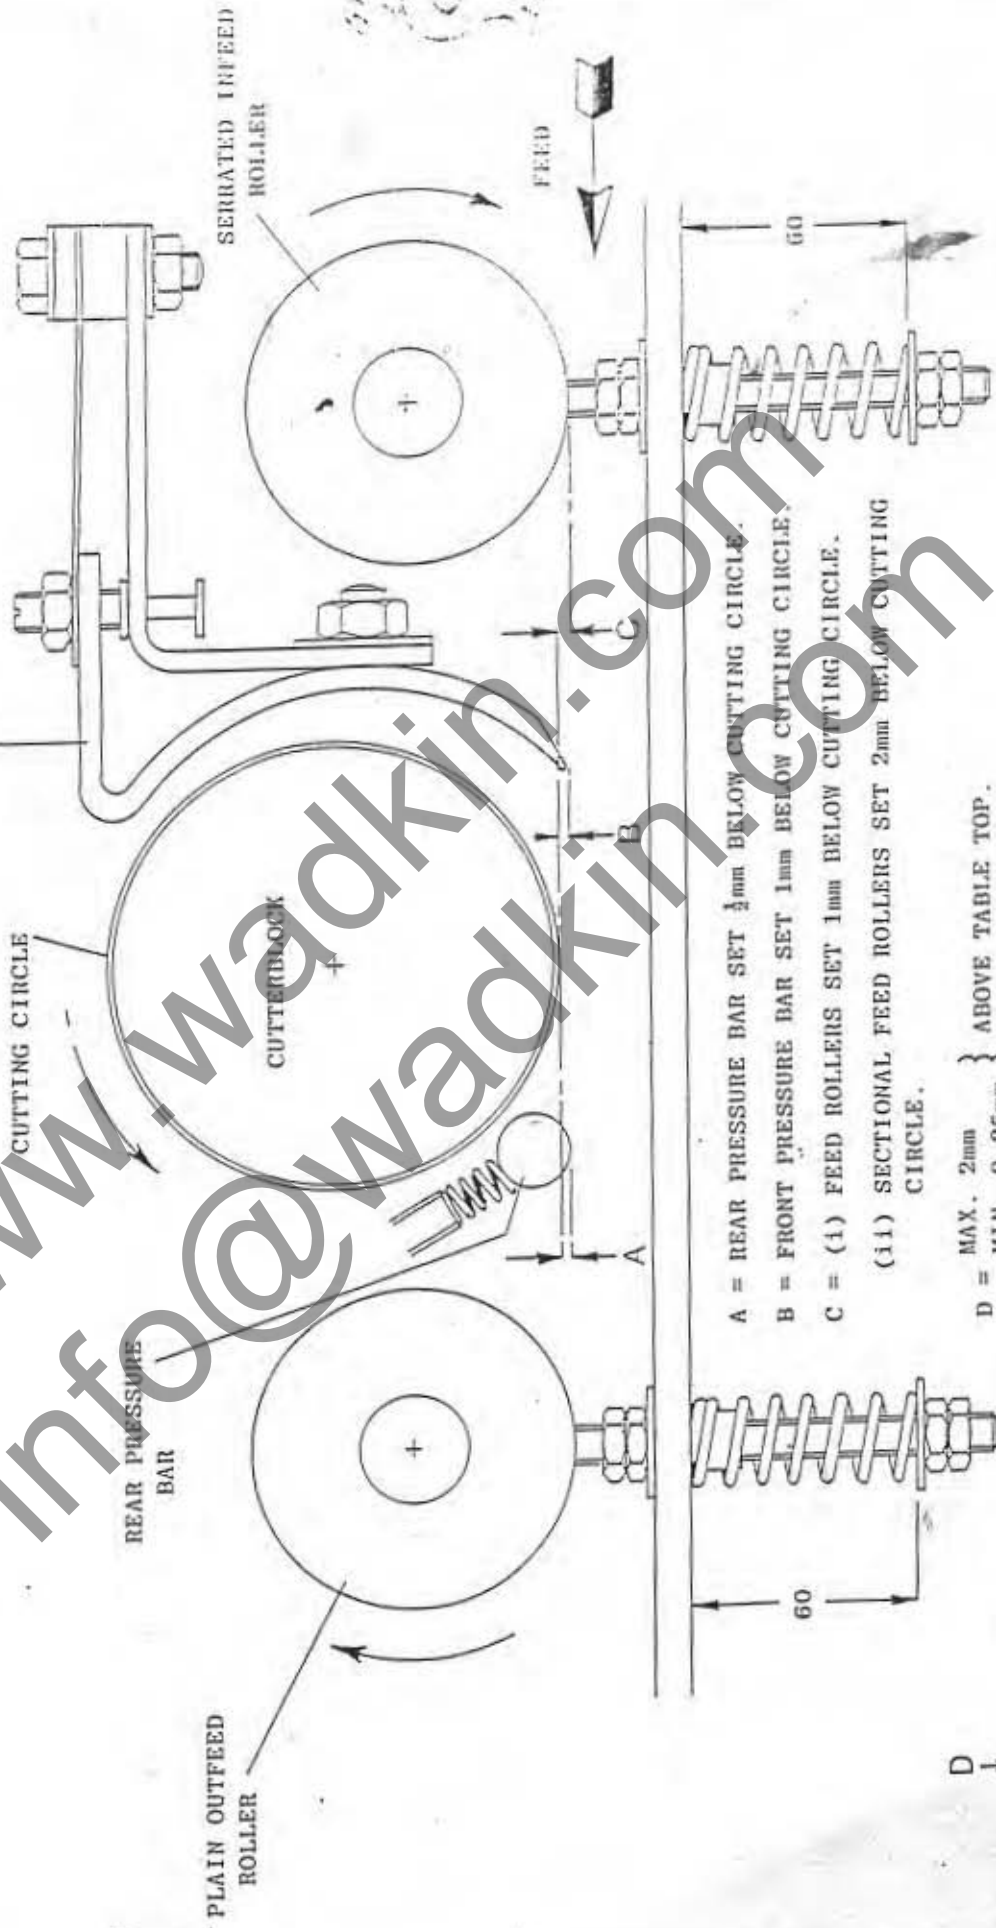 CUTTING CIRCLE
SERRATED INFEED
ROLLER
FEED
CUTTERBLOCK
REAR PRESSURE
BAR
PLAIN OUTFEED
ROLLER
A
B
C
60
60
A = REAR PRESSURE BAR SET ½mm BELOW CUTTING CIRCLE.
B = FRONT PRESSURE BAR SET 1mm BELOW CUTTING CIRCLE.
C = (i) FEED ROLLERS SET 1mm BELOW CUTTING CIRCLE.
(ii) SECTIONAL FEED ROLLERS SET 2mm BELOW CUTTING
CIRCLE.
D = MAX. 2mm } ABOVE TABLE TOP.
D
www.wadkin.com
info@wadkin.com